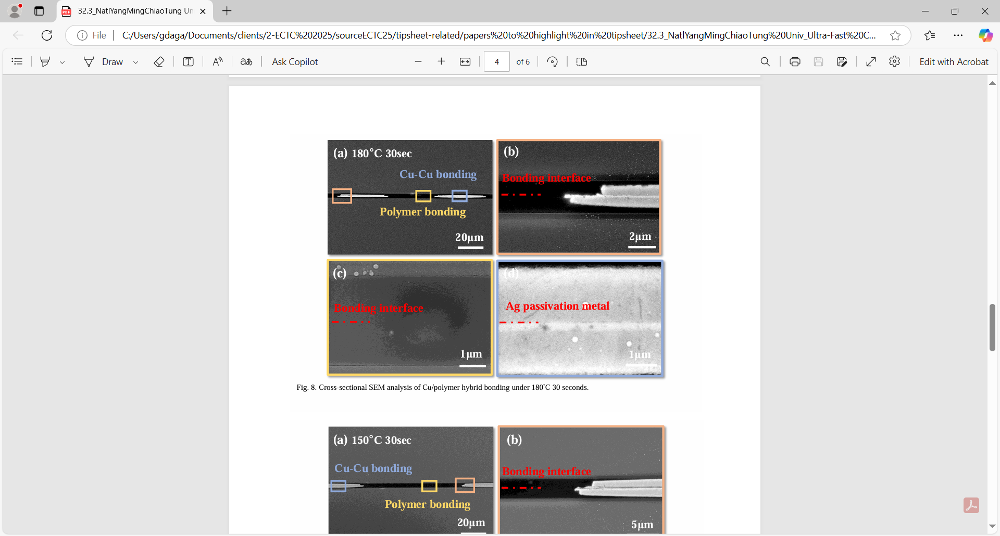 32.3_NatlYangMingChiaoTung Un
File
C:/Users/gdaga/Documents/clients/2-ECTC%202025/sourceECTC25/tipsheet-related/papers%20to%20highlight%20in%20tipsheet/32.3_NatlYangMingChiaoTung%20Univ_Ultra-Fast%20C...
Draw
aあ
Ask Copilot
4 of 6
Edit with Acrobat
(a) 180°C 30sec
Cu-Cu bonding
Polymer bonding
20μm
(b)
Bonding interface
2μm
(c)
Bonding interface
1μm
(d)
Ag passivation metal
1μm
Fig. 8. Cross-sectional SEM analysis of Cu/polymer hybrid bonding under 180°C 30 seconds.
(a) 150°C 30sec
Cu-Cu bonding
Polymer bonding
20μm
(b)
Bonding interface
5μm